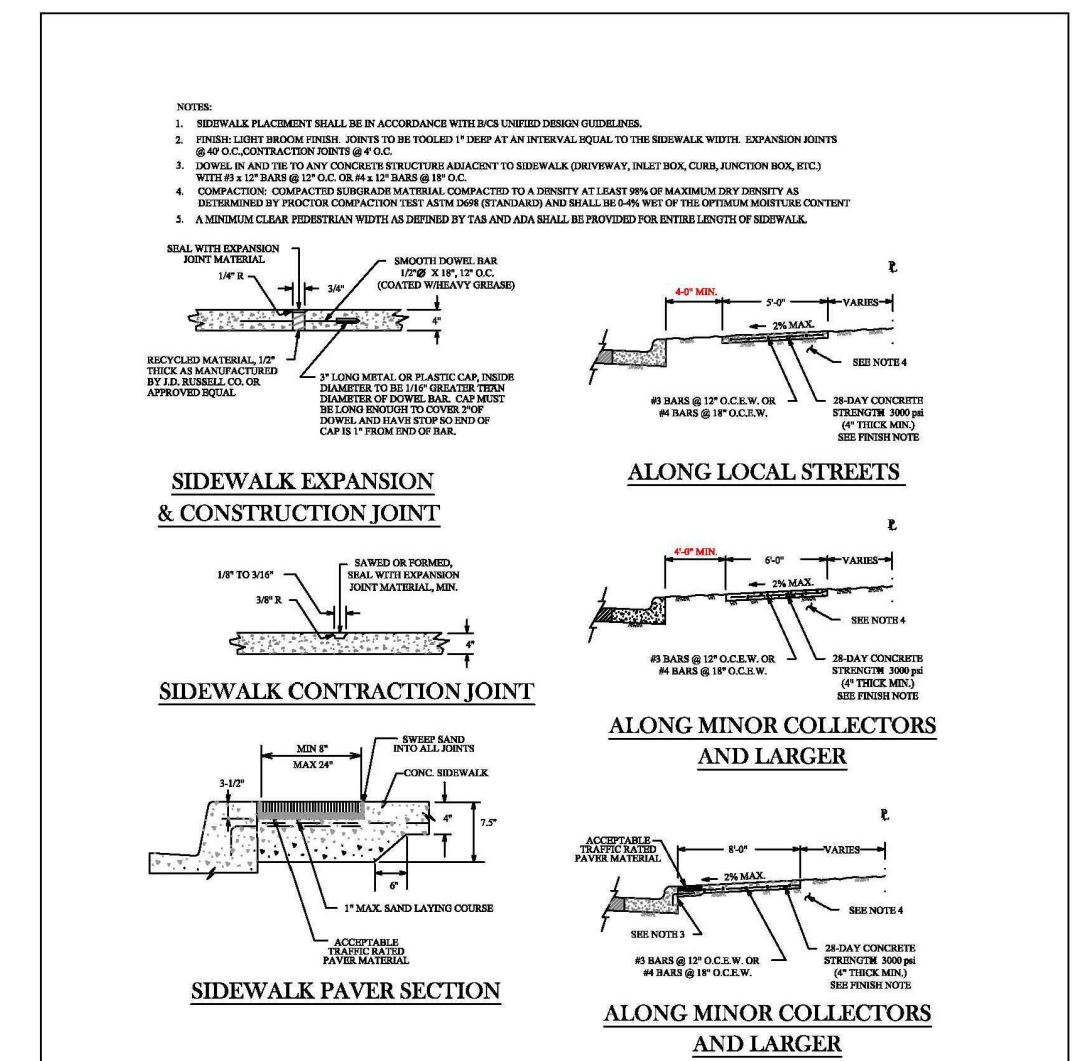 NOTES:
1. SIDEWALK PLACEMENT SHALL BE IN ACCORDANCE WITH B/CS UNIFIED DESIGN GUIDELINES.
2. FINISH: LIGHT BROOM FINISH. JOINTS TO BE TOOLED 1" DEEP AT AN INTERVAL EQUAL TO THE SIDEWALK WIDTH. EXPANSION JOINTS
@ 40' O.C.,CONTRACTION JOINTS @ 4' O.C.
3. DOWEL IN AND TIE TO ANY CONCRETE STRUCTURE ADJACENT TO SIDEWALK (DRIVEWAY, INLET BOX, CURB, JUNCTION BOX, ETC.)
WITH #3 x 12" BARS @ 12" O.C. OR #4 x 12" BARS @ 18" O.C.
4. COMPACTION: COMPACTED SUBGRADE MATERIAL COMPACTED TO A DENSITY AT LEAST 98% OF MAXIMUM DRY DENSITY AS
DETERMINED BY PROCTOR COMPACTION TEST ASTM D698 (STANDARD) AND SHALL BE 0-4% WET OF THE OPTIMUM MOISTURE CONTENT
5. A MINIMUM CLEAR PEDESTRIAN WIDTH AS DEFINED BY TAS AND ADA SHALL BE PROVIDED FOR ENTIRE LENGTH OF SIDEWALK.
SEAL WITH EXPANSION
JOINT MATERIAL
1/4" R
3/4"
SMOOTH DOWEL BAR
1/2"Ø X 18", 12" O.C.
(COATED W/HEAVY GREASE)
4"
RECYCLED MATERIAL, 1/2"
THICK AS MANUFACTURED
BY J.D. RUSSELL CO. OR
APPROVED EQUAL
3" LONG METAL OR PLASTIC CAP, INSIDE
DIAMETER TO BE 1/16" GREATER THAN
DIAMETER OF DOWEL BAR. CAP MUST
BE LONG ENOUGH TO COVER 2"OF
DOWEL AND HAVE STOP SO END OF
CAP IS 1" FROM END OF BAR.
SIDEWALK EXPANSION
& CONSTRUCTION JOINT
℄
4-0" MIN.
5'-0"
VARIES
2% MAX.
SEE NOTE 4
#3 BARS @ 12" O.C.E.W. OR
#4 BARS @ 18" O.C.E.W.
28-DAY CONCRETE
STRENGTH 3000 psi
(4" THICK MIN.)
SEE FINISH NOTE
ALONG LOCAL STREETS
1/8" TO 3/16"
3/8" R
SAWED OR FORMED,
SEAL WITH EXPANSION
JOINT MATERIAL, MIN.
4"
SIDEWALK CONTRACTION JOINT
℄
4'-0" MIN.
6'-0"
VARIES
2% MAX.
SEE NOTE 4
#3 BARS @ 12" O.C.E.W. OR
#4 BARS @ 18" O.C.E.W.
28-DAY CONCRETE
STRENGTH 3000 psi
(4" THICK MIN.)
SEE FINISH NOTE
ALONG MINOR COLLECTORS
AND LARGER
MIN 8"
MAX 24"
3-1/2"
SWEEP SAND
INTO ALL JOINTS
CONC. SIDEWALK
4"
7.5"
6"
1" MAX. SAND LAYING COURSE
ACCEPTABLE
TRAFFIC RATED
PAVER MATERIAL
SIDEWALK PAVER SECTION
℄
ACCEPTABLE
TRAFFIC RATED
PAVER MATERIAL
8'-0"
VARIES
2% MAX.
SEE NOTE 4
SEE NOTE 3
#3 BARS @ 12" O.C.E.W. OR
#4 BARS @ 18" O.C.E.W.
28-DAY CONCRETE
STRENGTH 3000 psi
(4" THICK MIN.)
SEE FINISH NOTE
ALONG MINOR COLLECTORS
AND LARGER